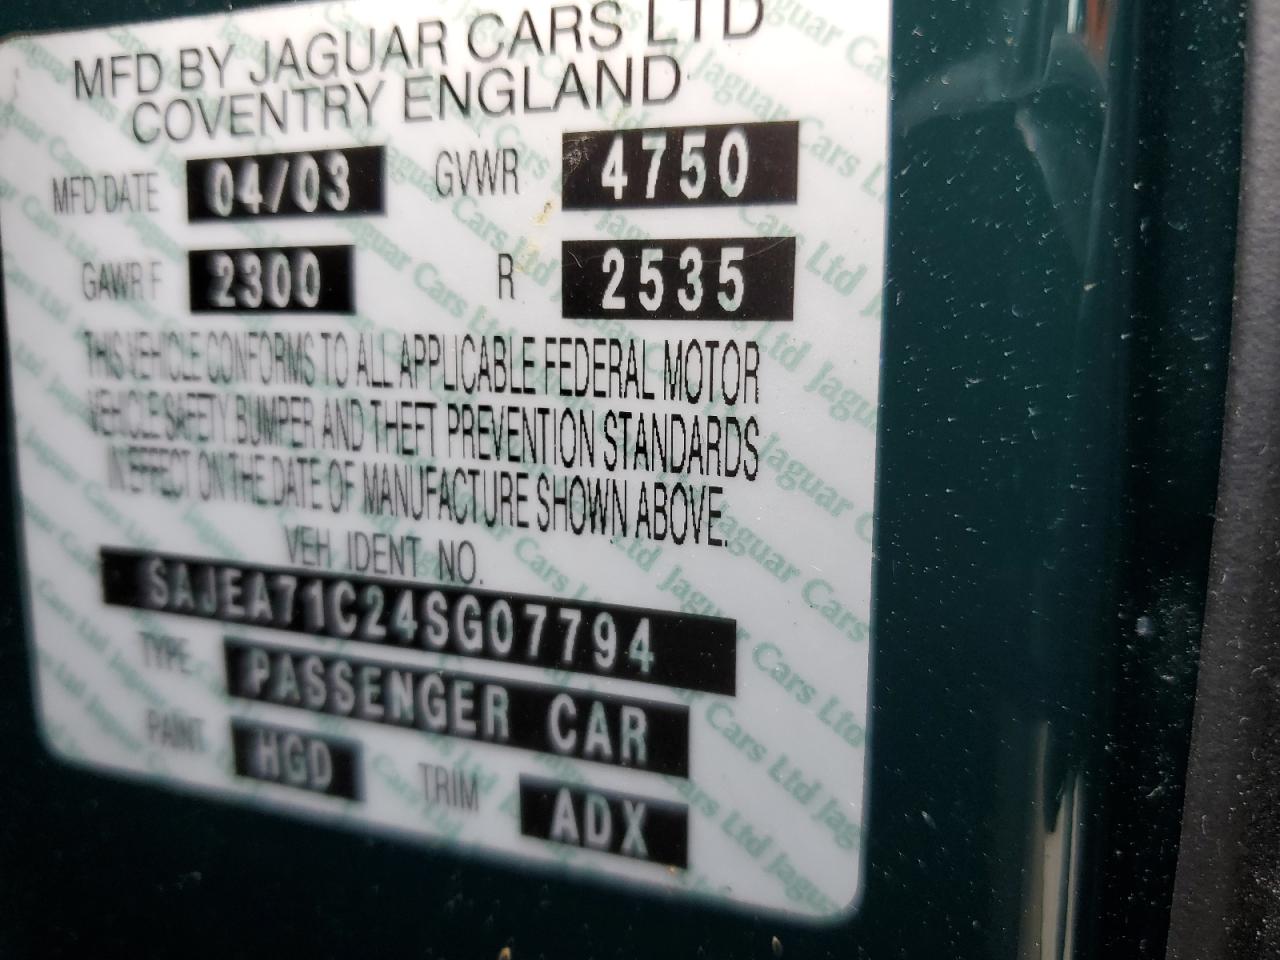 MFD BY JAGUAR CARS LTD
COVENTRY ENGLAND
MFD DATE 04/03 GVWR 4750
GAWR F 2300 R 2535
THIS VEHICLE CONFORMS TO ALL APPLICABLE FEDERAL MOTOR
VEHICLE SAFETY BUMPER AND THEFT PREVENTION STANDARDS
IN EFFECT ON THE DATE OF MANUFACTURE SHOWN ABOVE.
VEH IDENT NO.
SAJEA71C24SG07794
TYPE PASSENGER CAR
PAINT HGD TRIM ADX